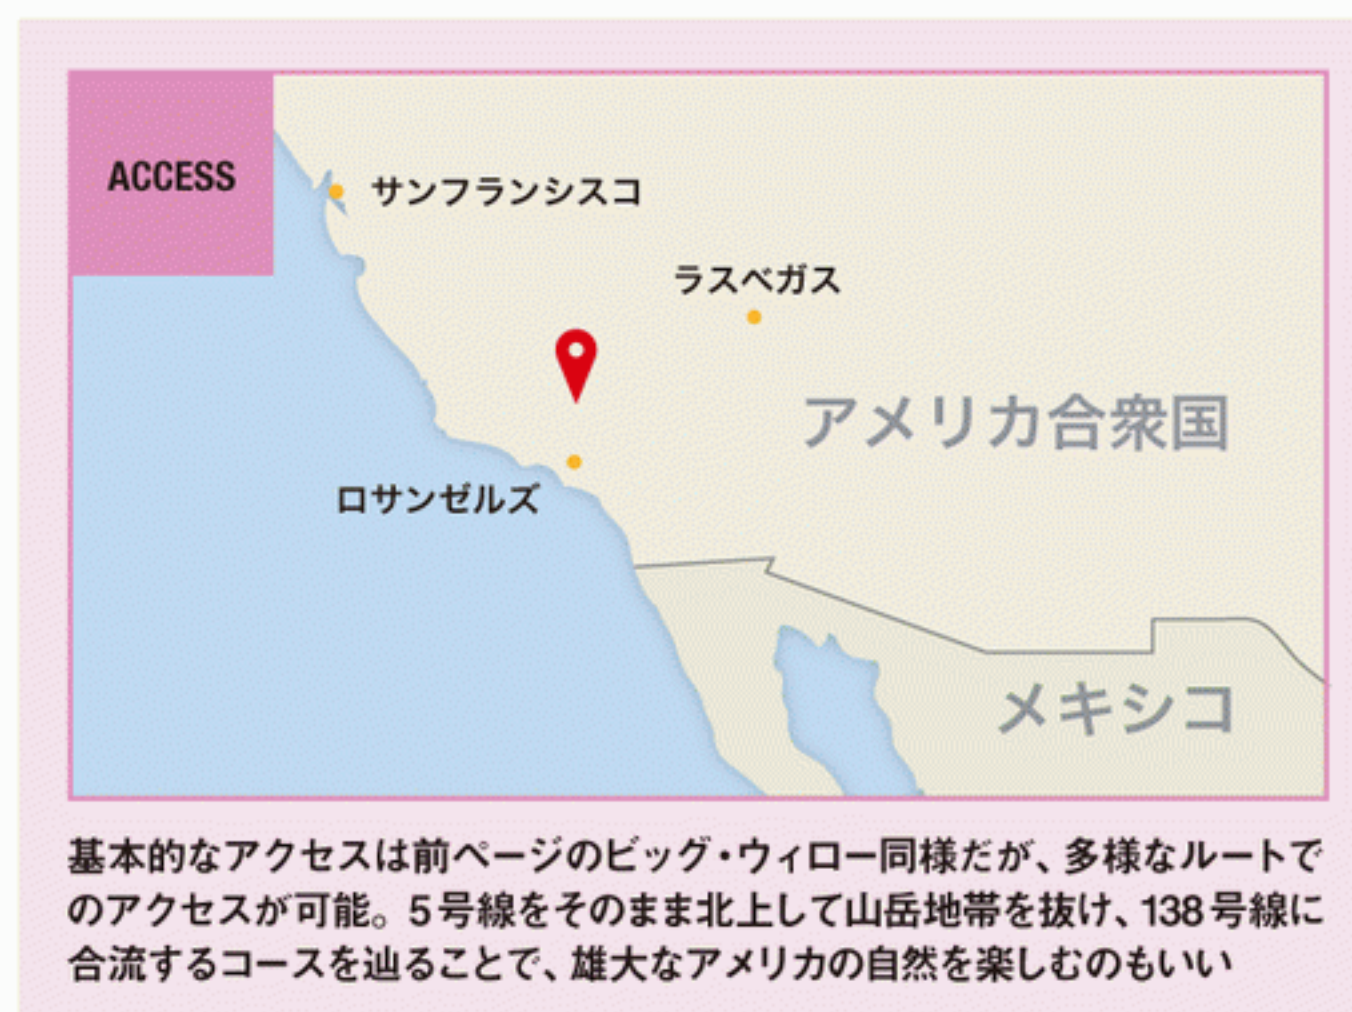 ACCESS
サンフランシスコ
ラスベガス
アメリカ合衆国
ロサンゼルズ
メキシコ
基本的なアクセスは前ページのビッグ・ウィロー同様だが、多様なルートで
のアクセスが可能。5号線をそのまま北上して山岳地帯を抜け、138号線に
合流するコースを辿ることで、雄大なアメリカの自然を楽しむのもいい